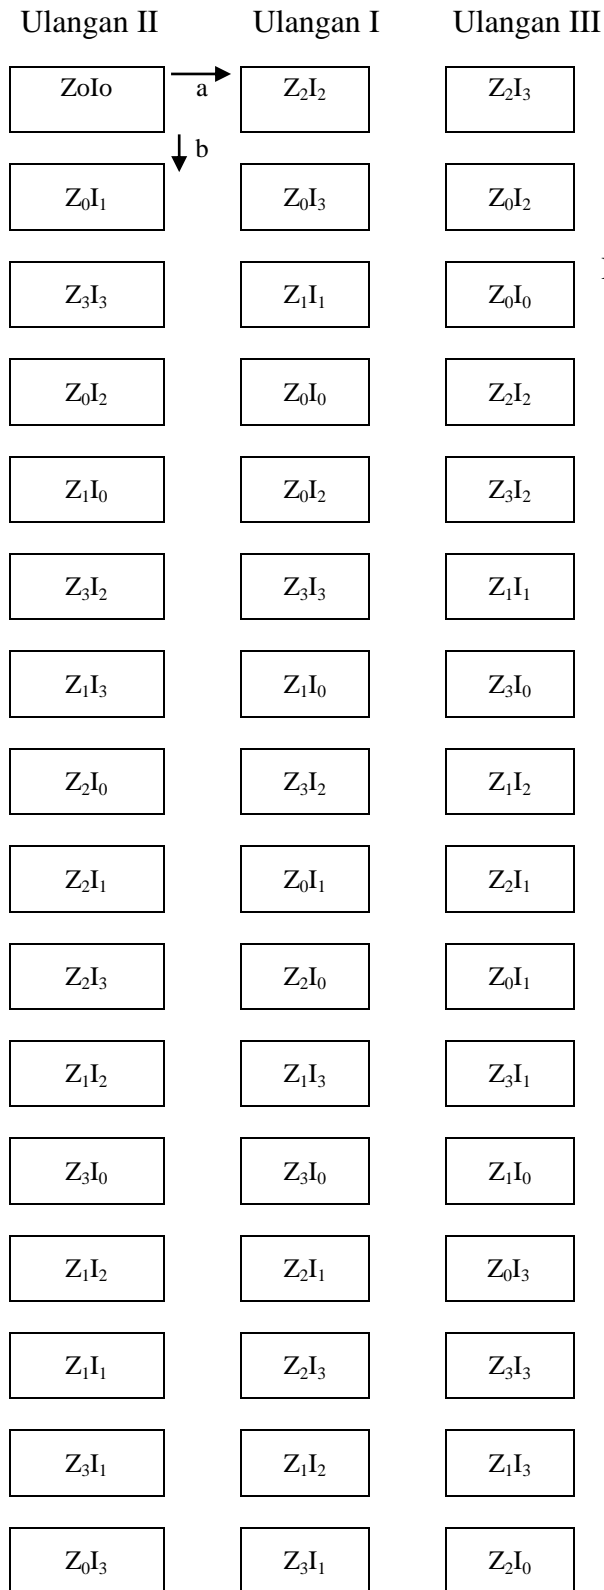 Ulangan II Ulangan I Ulangan III
ZoIo a Z₂I₂ Z₂I₃
b
Z₀I₁ Z₀I₃ Z₀I₂
Z₃I₃ Z₁I₁ Z₀I₀
Z₀I₂ Z₀I₀ Z₂I₂
Z₁I₀ Z₀I₂ Z₃I₂
Z₃I₂ Z₃I₃ Z₁I₁
Z₁I₃ Z₁I₀ Z₃I₀
Z₂I₀ Z₃I₂ Z₁I₂
Z₂I₁ Z₀I₁ Z₂I₁
Z₂I₃ Z₂I₀ Z₀I₁
Z₁I₂ Z₁I₃ Z₃I₁
Z₃I₀ Z₃I₀ Z₁I₀
Z₁I₂ Z₂I₁ Z₀I₃
Z₁I₁ Z₂I₃ Z₃I₃
Z₃I₁ Z₁I₂ Z₁I₃
Z₀I₃ Z₃I₁ Z₂I₀